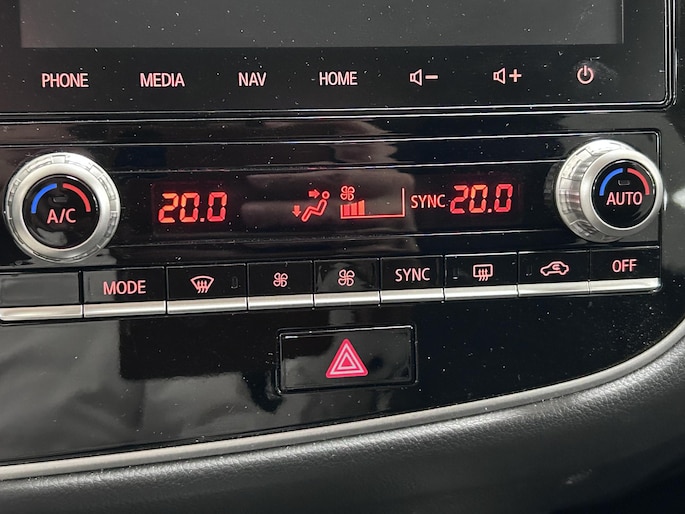 PHONE MEDIA NAV HOME
A/C 20.0 SYNC 20.0 AUTO
MODE SYNC OFF